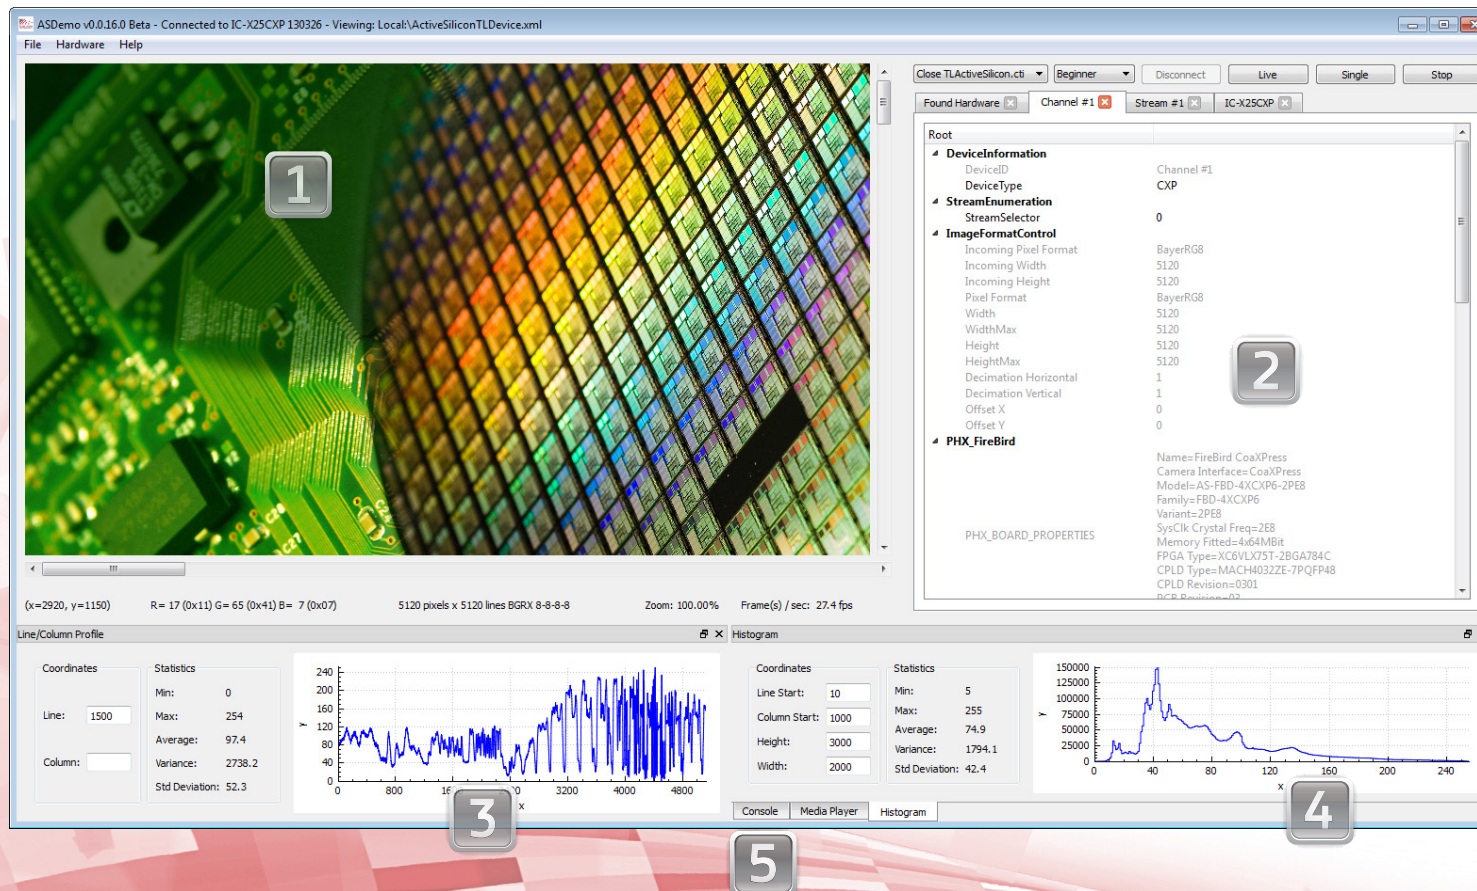 ASDemo v0.0.16.0 Beta - Connected to IC-X25CXP 130326 - Viewing: Local:\ActiveSiliconTLDevice.xml
File Hardware Help
1
(x=2920, y=1150) R= 17 (0x11) G= 65 (0x41) B= 7 (0x07) 5120 pixels x 5120 lines BGRX 8-8-8-8 Zoom: 100.00% Frame(s) / sec: 27.4 fps
Close TLActiveSilicon.cti Beginner Disconnect Live Single Stop
Found Hardware Channel #1 Stream #1 IC-X25CXP
Root
DeviceInformation
DeviceID Channel #1
DeviceType CXP
StreamEnumeration
StreamSelector 0
ImageFormatControl
Incoming Pixel Format BayerRG8
Incoming Width 5120
Incoming Height 5120
Pixel Format BayerRG8
Width 5120
WidthMax 5120
Height 5120
HeightMax 5120
Decimation Horizontal 1
Decimation Vertical 1
Offset X 0
Offset Y 0
2
PHX_FireBird
Name=FireBird CoaXPress
Camera Interface=CoaXPress
Model=AS-FBD-4XCXP6-2PE8
Family=FBD-4XCXP6
Variant=2PE8
SysClk Crystal Freq=2E8
PHX_BOARD_PROPERTIES
Memory Fitted=4x64MBit
FPGA Type=XC6VLX75T-2BGA784C
CPLD Type=MACH4032ZE-7PQFP48
CPLD Revision=0301
PCB Revision=03
Line/Column Profile
Coordinates Statistics
Min: 0
Line: 1500 Max: 254
Average: 97.4
Column: Variance: 2738.2
Std Deviation: 52.3
240
200
160
120
80
40
0
y
0 800 3200 4000 4800
x
3
Histogram
Coordinates Statistics
Line Start: 10 Min: 5
Column Start: 1000 Max: 255
Height: 3000 Average: 74.9
Width: 2000 Variance: 1794.1
Std Deviation: 42.4
150000
125000
100000
75000
50000
25000
0
y
0 40 80 120 160 200 240
x
4
Console Media Player Histogram
5